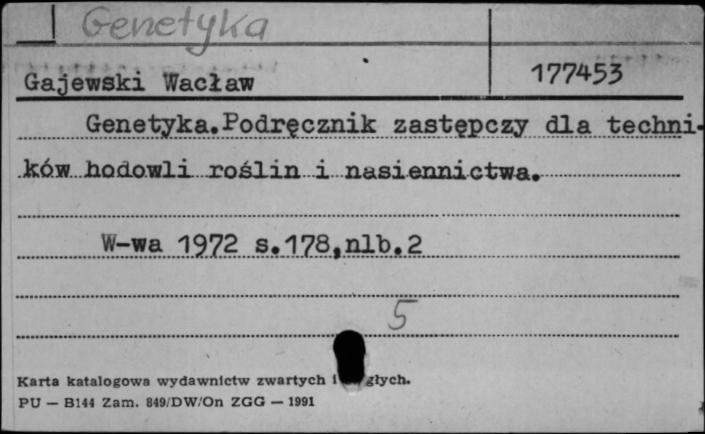 Genetyka
Gajewski Wacław 177453
Genetyka.Podręcznik zastępczy dla techni-
ków hodowli roślin i nasiennictwa.
W-wa 1972 s.178,nlb.2
5
Karta katalogowa wydawnictw zwartych i
PU — B144 Zam. 849/DW/On ZGG — 1991